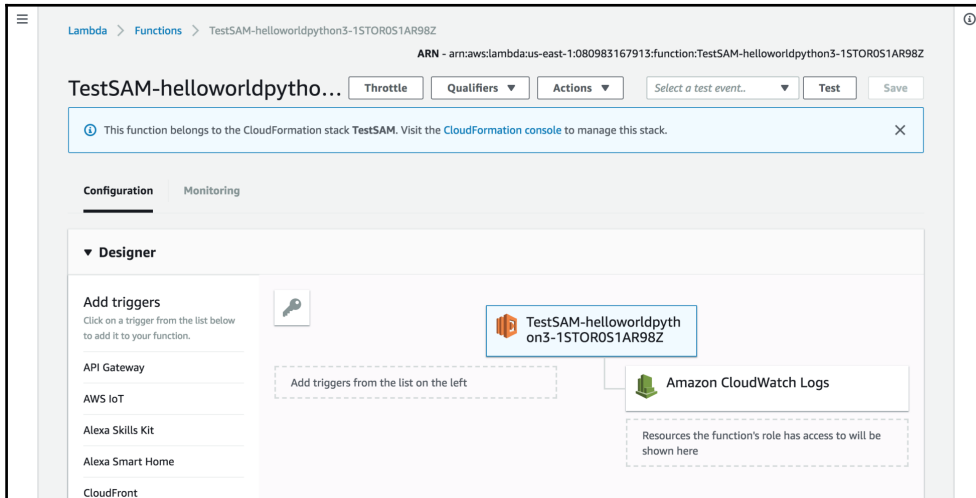 Lambda > Functions > TestSAM-helloworldpython3-1STOR0S1AR98Z
ARN - arn:aws:lambda:us-east-1:080983167913:function:TestSAM-helloworldpython3-1STOR0S1AR98Z
TestSAM-helloworldpytho... Throttle Qualifiers Actions Select a test event.. Test Save
This function belongs to the CloudFormation stack TestSAM. Visit the CloudFormation console to manage this stack.
Configuration Monitoring
Designer
Add triggers
Click on a trigger from the list below
to add it to your function.
API Gateway
AWS IoT
Alexa Skills Kit
Alexa Smart Home
CloudFront
Add triggers from the list on the left
TestSAM-helloworldpyth
on3-1STOR0S1AR98Z
Amazon CloudWatch Logs
Resources the function's role has access to will be
shown here